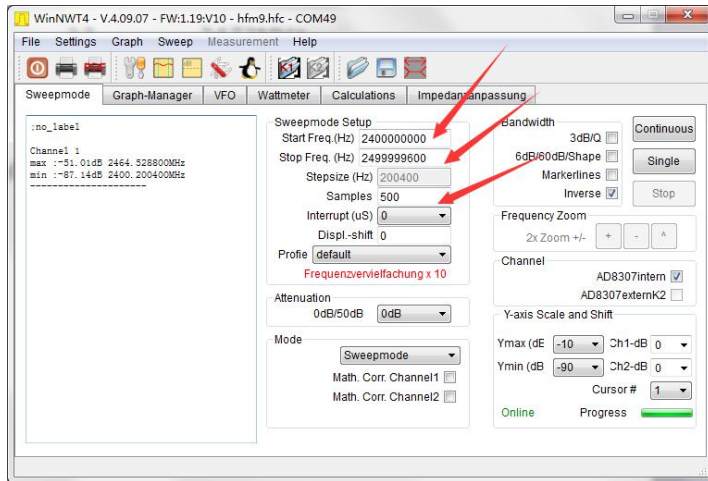 WinNWT4 - V.4.09.07 - FW:1.19:V10 - hfm9.hfc - COM49
File Settings Graph Sweep Measurement Help
K1
Sweepmode Graph-Manager VFO Wattmeter Calculations Impedanzanpassung
:no_label
Channel 1
max :-51.01dB 2464.528800MHz
min :-87.14dB 2400.200400MHz
---------------------
Sweepmode Setup
Start Freq.(Hz) 2400000000
Stop Freq. (Hz) 2499999600
Stepsize (Hz) 200400
Samples 500
Interrupt (uS) 0
Displ.-shift 0
Profie default
Frequenzvervielfachung x 10
Attenuation
0dB/50dB 0dB
Mode
Sweepmode
Math. Corr. Channel1
Math. Corr. Channel2
Bandwidth
3dB/Q
6dB/60dB/Shape
Markerlines
Inverse
Continuous
Single
Stop
Frequency Zoom
2x Zoom +/- + - ^
Channel
AD8307intern
AD8307externK2
Y-axis Scale and Shift
Ymax (dE -10 Ch1-dB 0
Ymin (dB -90 Ch2-dB 0
Cursor # 1
Online Progress